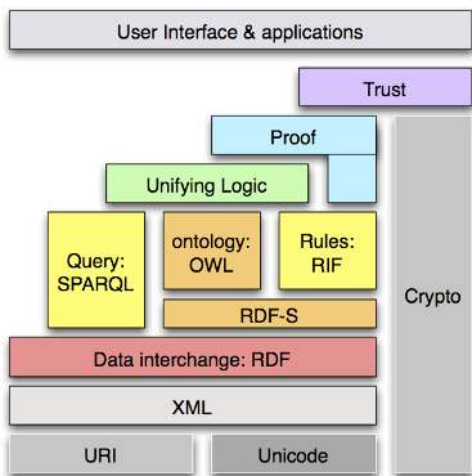 User Interface & applications
Trust
Proof
Unifying Logic
Query:
SPARQL
ontology:
OWL
Rules:
RIF
Crypto
RDF-S
Data interchange: RDF
XML
URI
Unicode